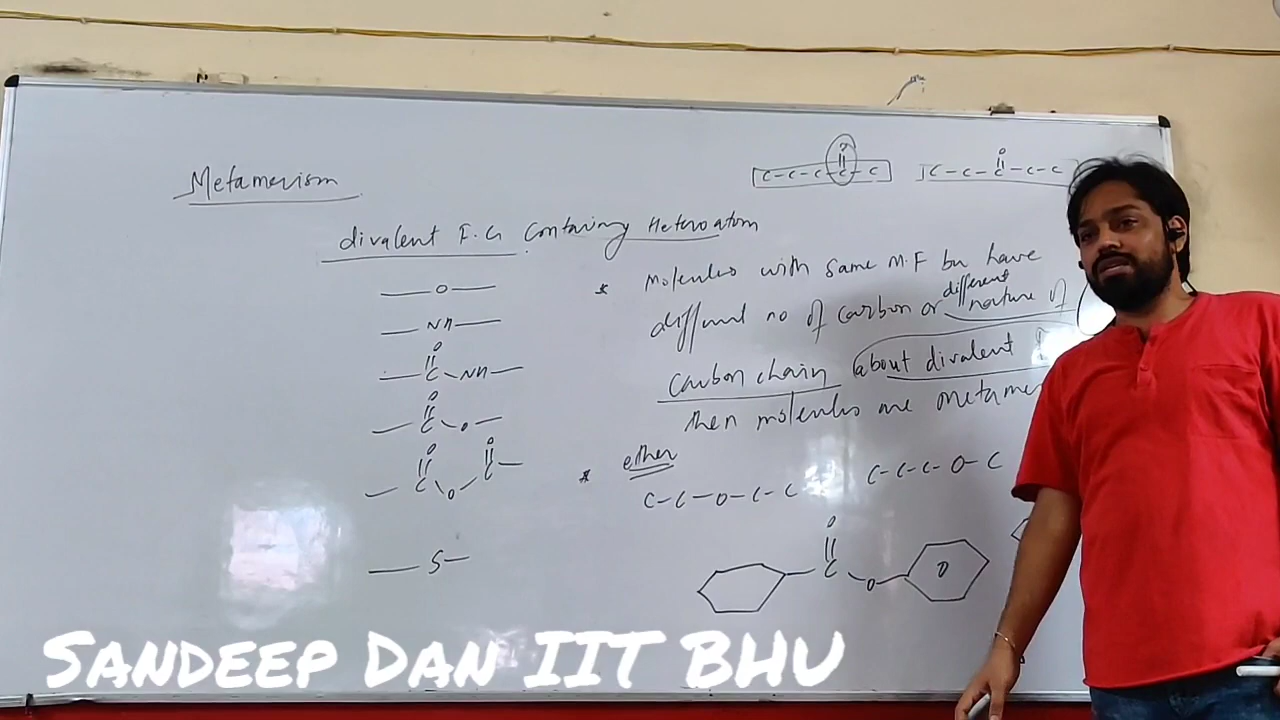 Metamerism
C-C-C-C-C
O
C-C-C-C-C
O
divalent F.G Containing Heteroatom
—O—
—NH—
O
—C-NH—
O
—C-O—
O O
—C-O-C—
—S—
* Molecules with same M.F but have
different no of carbon or different nature of
carbon chain about divalent
then molecules are
* ether
C-C-O-C-C C-C-C-O-C
O
C
O
SANDEEP DAN IIT BHU